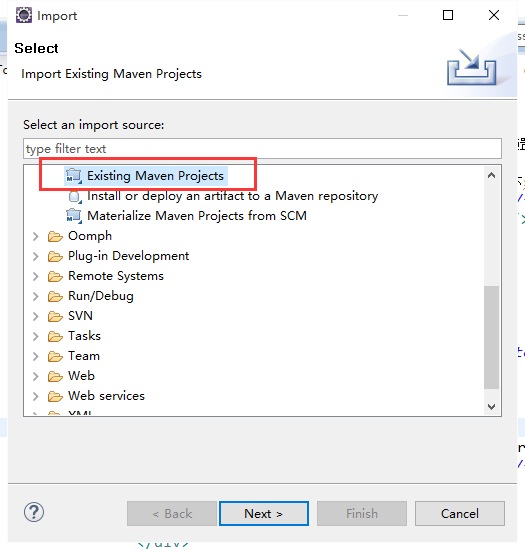 Import
Select
Import Existing Maven Projects
Select an import source:
type filter text
Existing Maven Projects
Install or deploy an artifact to a Maven repository
Materialize Maven Projects from SCM
Oomph
Plug-in Development
Remote Systems
Run/Debug
SVN
Tasks
Team
Web
Web services
XML
< Back
Next >
Finish
Cancel
</div>